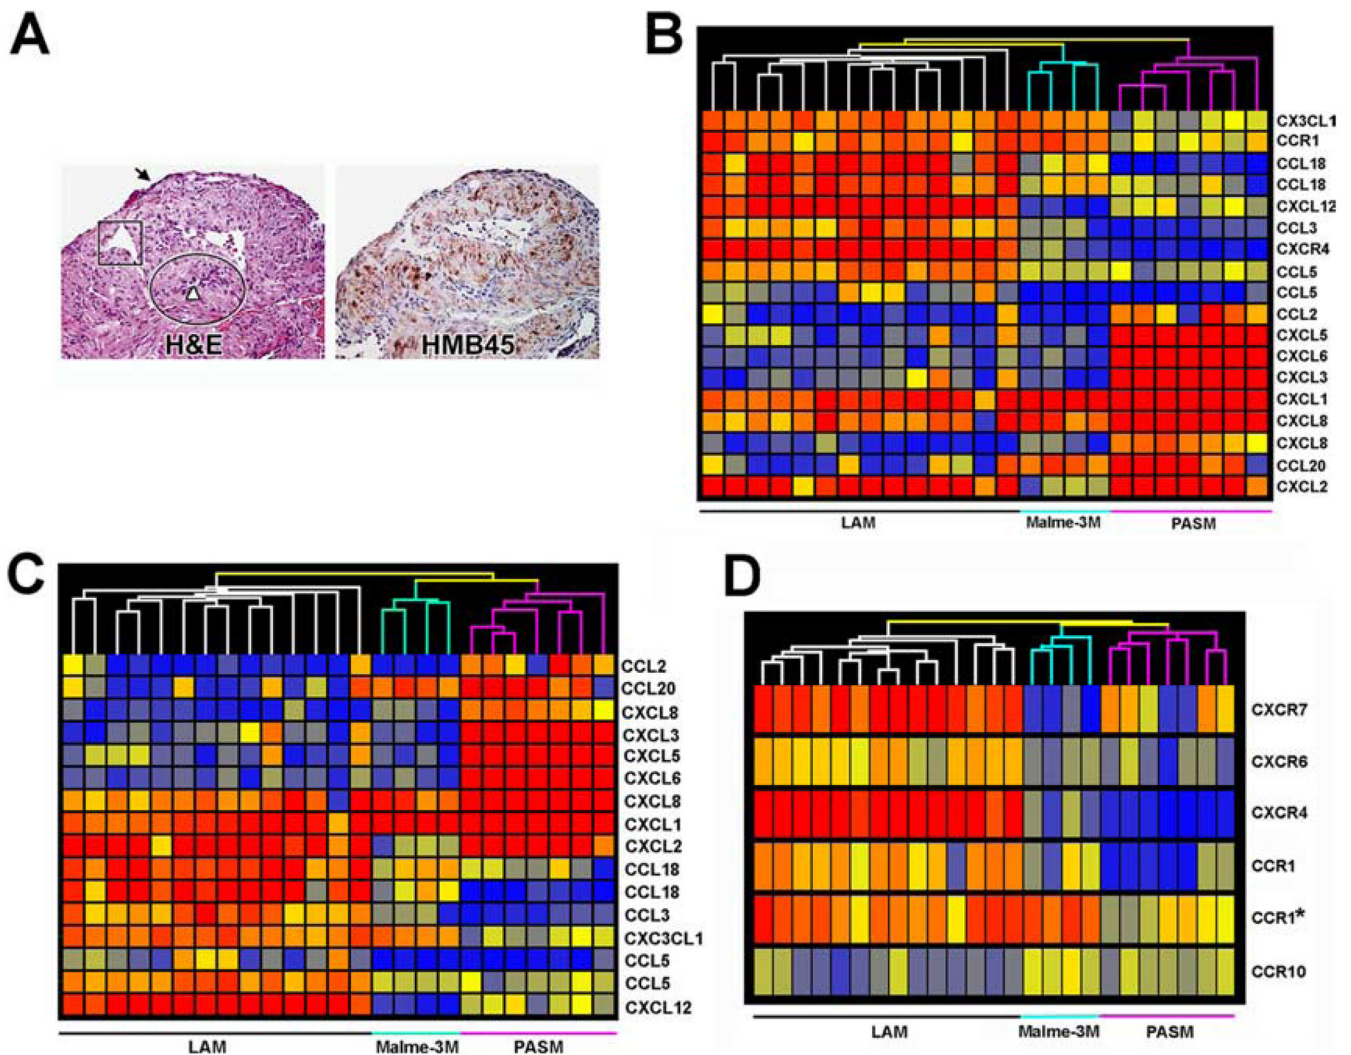 A
H&E
HMB45
B
CX3CL1
CCR1
CCL18
CCL18
CXCL12
CCL3
CXCR4
CCL5
CCL5
CCL2
CXCL5
CXCL6
CXCL3
CXCL1
CXCL8
CXCL8
CCL20
CXCL2
LAM Malme-3M PASM
C
CCL2
CCL20
CXCL8
CXCL3
CXCL5
CXCL6
CXCL8
CXCL1
CXCL2
CCL18
CCL18
CCL3
CXC3CL1
CCL5
CCL5
CXCL12
LAM Malme-3M PASM
D
CXCR7
CXCR6
CXCR4
CCR1
CCR1*
CCR10
LAM Malme-3M PASM